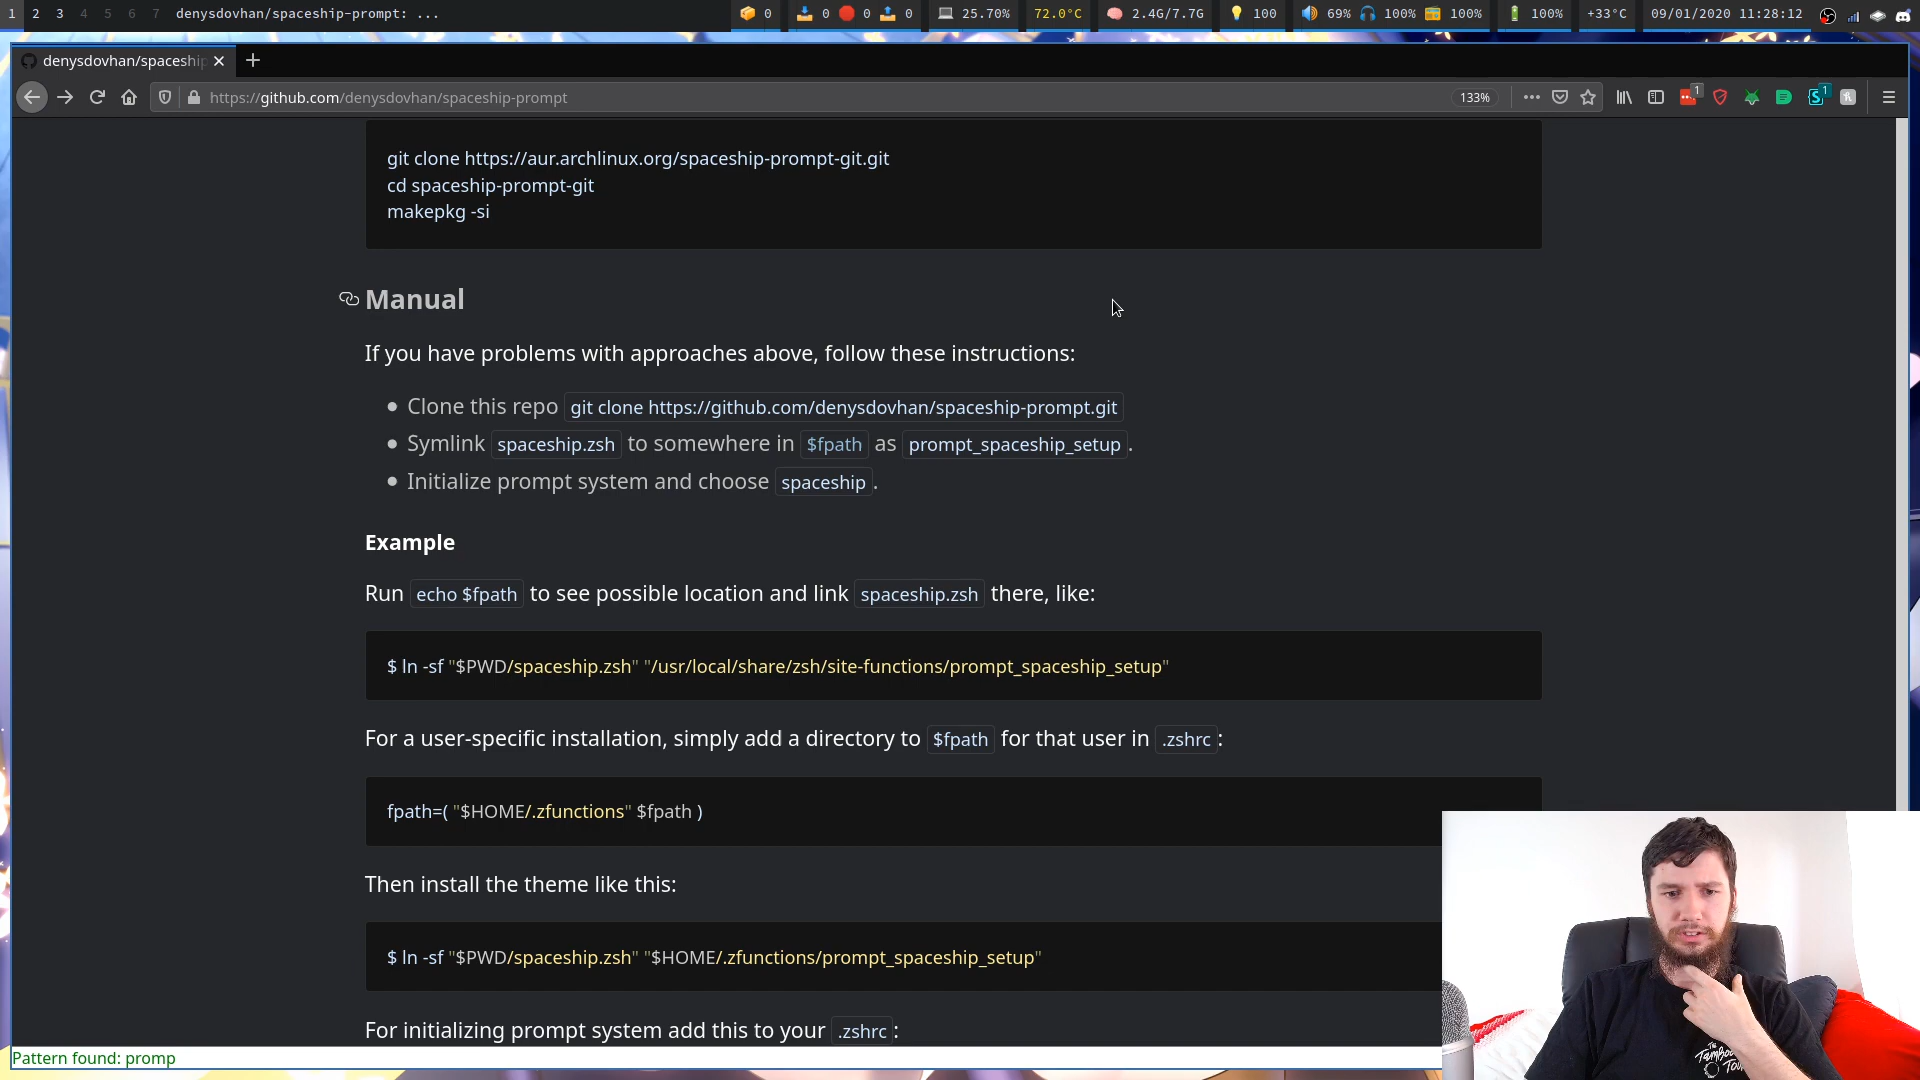 1 2 3 4 5 6 7 denysdovhan/spaceship-prompt: ... 0 0 0 0 25.70% 72.0°C 2.4G/7.7G 100 69% 100% 100% 100% +33°C 09/01/2020 11:28:12
denysdovhan/spaceship
https://github.com/denysdovhan/spaceship-prompt 133% 1 1
git clone https://aur.archlinux.org/spaceship-prompt-git.git
cd spaceship-prompt-git
makepkg -si
Manual
If you have problems with approaches above, follow these instructions:
Clone this repo git clone https://github.com/denysdovhan/spaceship-prompt.git
Symlink spaceship.zsh to somewhere in $fpath as prompt_spaceship_setup.
Initialize prompt system and choose spaceship.
Example
Run echo $fpath to see possible location and link spaceship.zsh there, like:
$ ln -sf "$PWD/spaceship.zsh" "/usr/local/share/zsh/site-functions/prompt_spaceship_setup"
For a user-specific installation, simply add a directory to $fpath for that user in .zshrc:
fpath=( "$HOME/.zfunctions" $fpath )
Then install the theme like this:
$ ln -sf "$PWD/spaceship.zsh" "$HOME/.zfunctions/prompt_spaceship_setup"
For initializing prompt system add this to your .zshrc:
Pattern found: promp